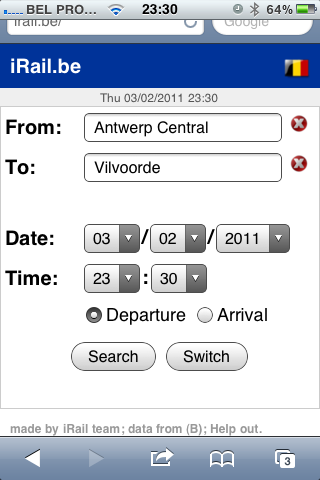 BEL PRO... 23:30 64%
irail.be/ Google
iRail.be
Thu 03/02/2011 23:30
From: Antwerp Central
To: Vilvoorde
Date: 03 / 02 / 2011
Time: 23 : 30
Departure Arrival
Search Switch
made by iRail team; data from (B); Help out.
3